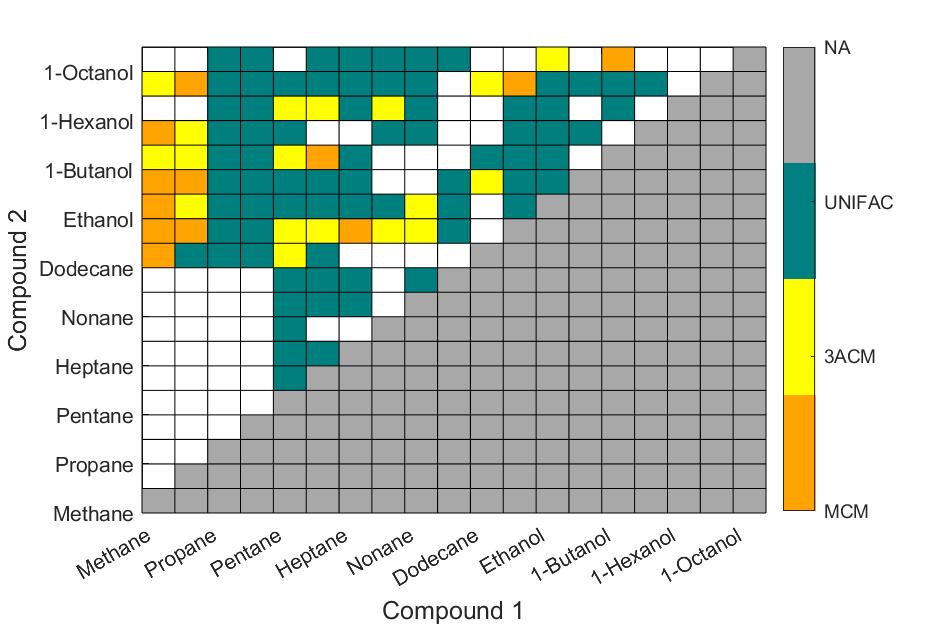 NA
1-Octanol
1-Hexanol
1-Butanol
UNIFAC
Ethanol
Dodecane
Nonane
3ACM
Heptane
Pentane
Propane
Methane
MCM
Compound 2
Methane
Propane
Pentane
Heptane
Nonane
Dodecane
Ethanol
1-Butanol
1-Hexanol
1-Octanol
Compound 1